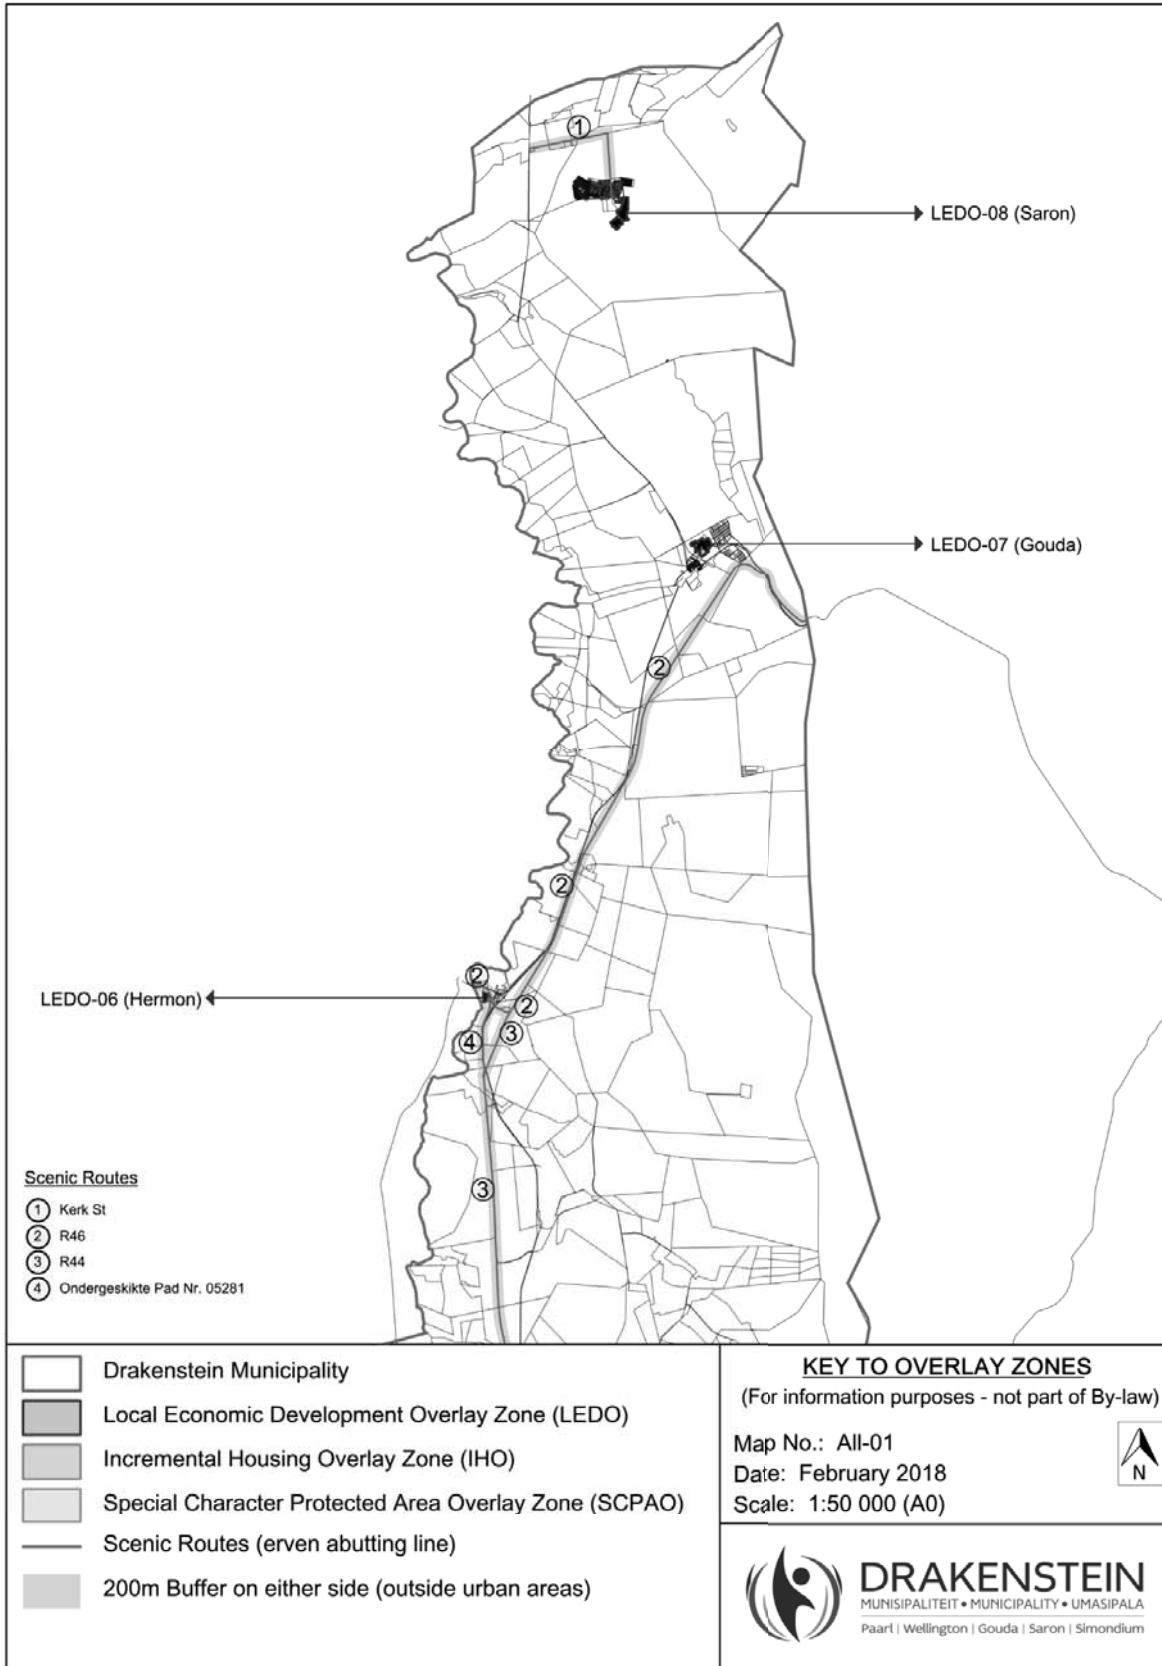 1
LEDO-08 (Saron)
LEDO-07 (Gouda)
2
2
2
LEDO-06 (Hermon)
2
3
4
3
Scenic Routes
1 Kerk St
2 R46
3 R44
4 Ondergeskikte Pad Nr. 05281
Drakenstein Municipality
Local Economic Development Overlay Zone (LEDO)
Incremental Housing Overlay Zone (IHO)
Special Character Protected Area Overlay Zone (SCPAO)
Scenic Routes (erven abutting line)
200m Buffer on either side (outside urban areas)
KEY TO OVERLAY ZONES
(For information purposes - not part of By-law)
Map No.: All-01
Date: February 2018
Scale: 1:50 000 (A0)
N
DRAKENSTEIN
MUNISIPALITEIT • MUNICIPALITY • UMASIPALA
Paarl | Wellington | Gouda | Saron | Simondium